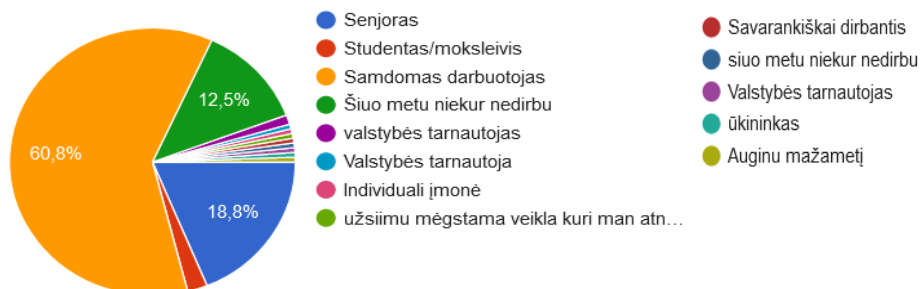 60,8%
12,5%
18,8%
Senjoras
Studentas/moksleivis
Samdomas darbuotojas
Šiuo metu niekur nedirbu
valstybės tarnautojas
Valstybės tarnautoja
Individuali įmonė
užsiimu mėgstama veikla kuri man atn…
Savarankiškai dirbantis
siuo metu niekur nedirbu
Valstybės tarnautojas
ūkininkas
Auginu mažametį